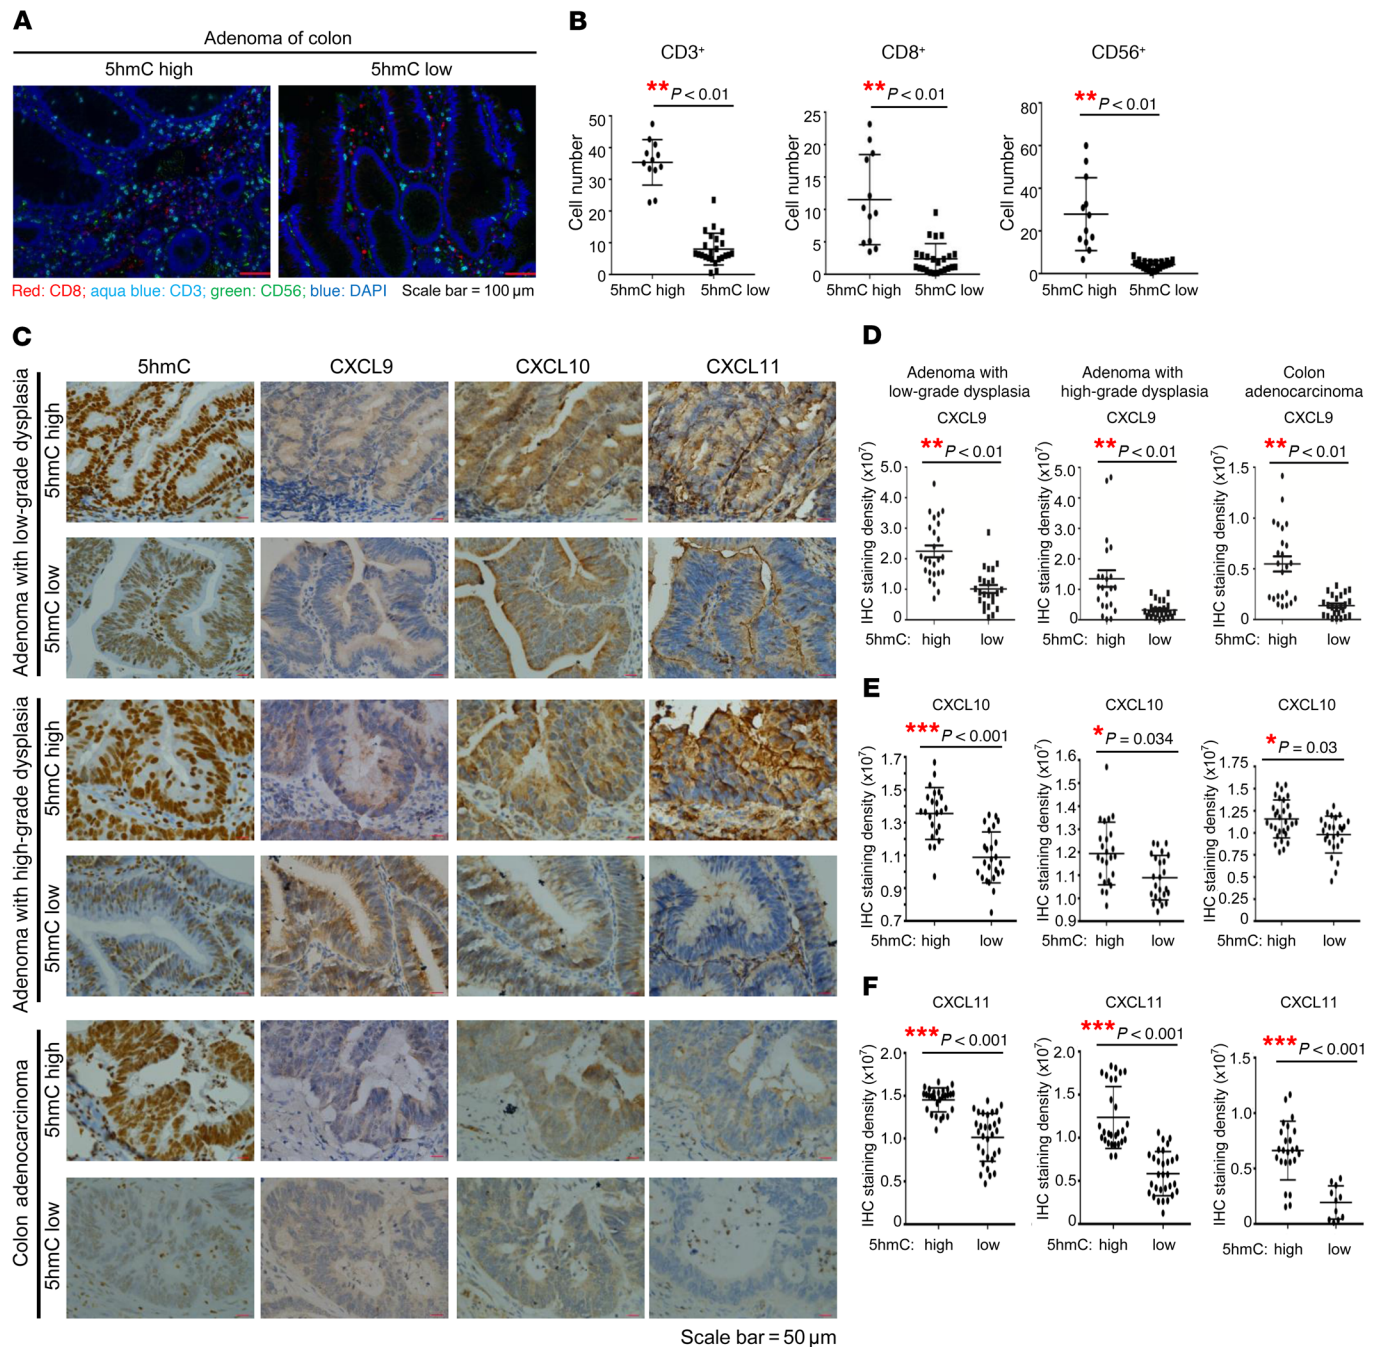 A
Adenoma of colon
5hmC high
5hmC low
Red: CD8; aqua blue: CD3; green: CD56; blue: DAPI Scale bar = 100 µm
B
CD3+
** P < 0.01
Cell number
50
40
30
20
10
0
5hmC high 5hmC low
CD8+
** P < 0.01
Cell number
25
20
15
10
5
0
5hmC high 5hmC low
CD56+
** P < 0.01
Cell number
80
60
40
20
0
5hmC high 5hmC low
C
5hmC CXCL9 CXCL10 CXCL11
Adenoma with low-grade dysplasia
5hmC high
5hmC low
Adenoma with high-grade dysplasia
5hmC high
5hmC low
Colon adenocarcinoma
5hmC high
5hmC low
Scale bar = 50 µm
D
Adenoma with
low-grade dysplasia
CXCL9
** P < 0.01
IHC staining density (x10⁷)
5.0
4.0
3.0
2.0
1.0
0
5hmC: high low
Adenoma with
high-grade dysplasia
CXCL9
** P < 0.01
IHC staining density (x10⁷)
5.0
4.0
3.0
2.0
1.0
0
high low
Colon
adenocarcinoma
CXCL9
** P < 0.01
IHC staining density (x10⁷)
1.5
1.0
0.5
0
5hmC: high low
E
CXCL10
*** P < 0.001
IHC staining density (x10⁷)
1.7
1.5
1.3
1.1
0.9
0.7
5hmC: high low
CXCL10
* P = 0.034
IHC staining density (x10⁷)
1.6
1.5
1.4
1.3
1.2
1.1
1.0
0.9
5hmC: high low
CXCL10
* P = 0.03
IHC staining density (x10⁷)
1.75
1.5
1.25
1.0
0.75
0.5
0.25
0
5hmC: high low
F
CXCL11
*** P < 0.001
IHC staining density (x10⁷)
2.0
1.5
1.0
0.5
0
5hmC: high low
CXCL11
*** P < 0.001
IHC staining density (x10⁷)
2.0
1.5
1.0
0.5
0
5hmC: high low
CXCL11
*** P < 0.001
IHC staining density (x10⁷)
1.5
1.0
0.5
0
5hmC: high low